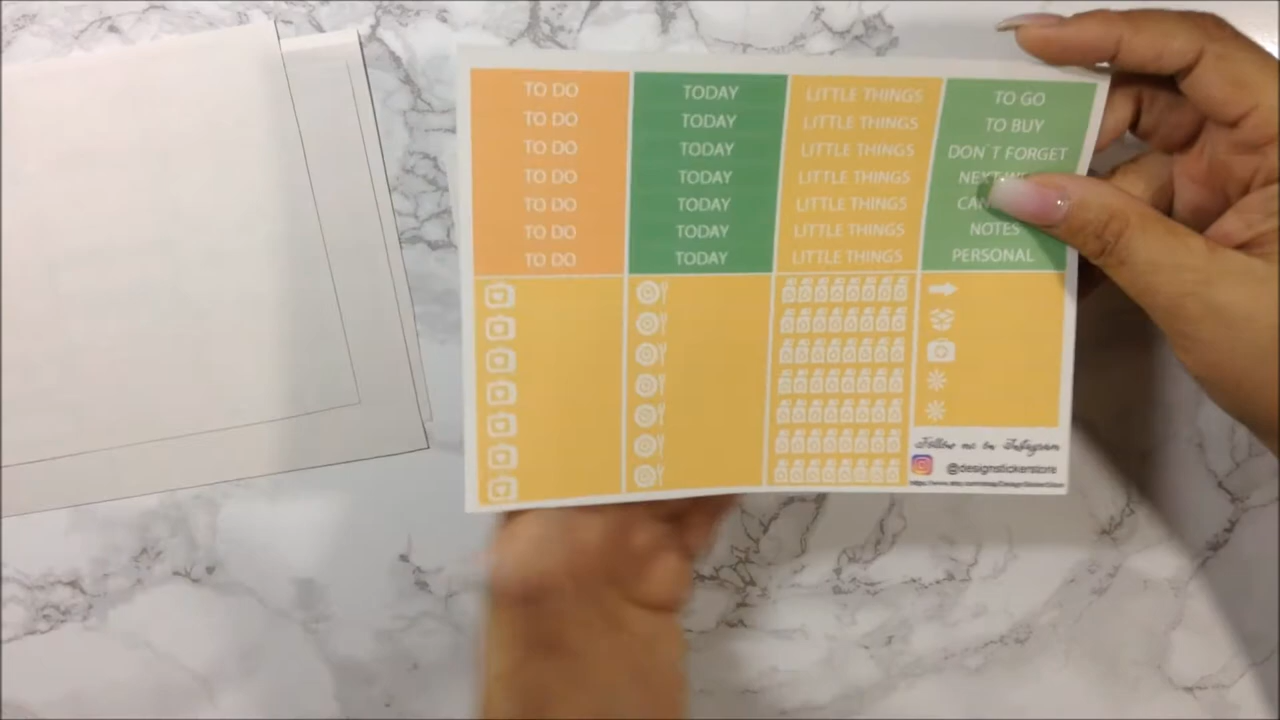 TO DO
TO DO
TO DO
TO DO
TO DO
TO DO
TO DO
TODAY
TODAY
TODAY
TODAY
TODAY
TODAY
TODAY
LITTLE THINGS
LITTLE THINGS
LITTLE THINGS
LITTLE THINGS
LITTLE THINGS
LITTLE THINGS
LITTLE THINGS
TO GO
TO BUY
DON´T FORGET
NOTES
PERSONAL
Follow me on Instagram
@designstickerstore